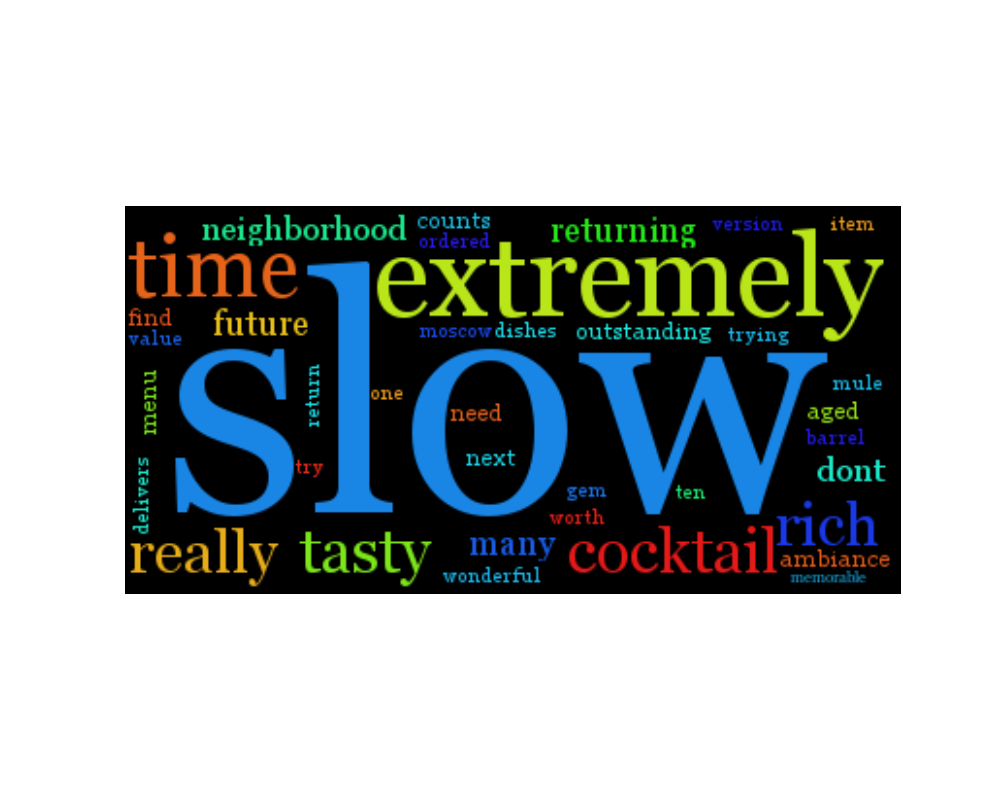 neighborhood
counts
ordered
returning
version
item
time
extremely
find
value
future
moscow
dishes
outstanding
trying
slow
menu
return
one
need
mule
aged
barrel
try
next
dont
delivers
gem
ten
worth
really
tasty
many
wonderful
cocktail
rich
ambiance
memorable